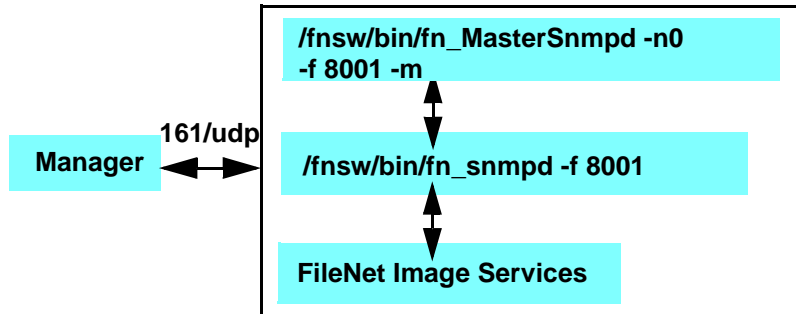 /fnsw/bin/fn_MasterSnmpd -n0
-f 8001 -m
161/udp
Manager
/fnsw/bin/fn_snmpd -f 8001
FileNet Image Services